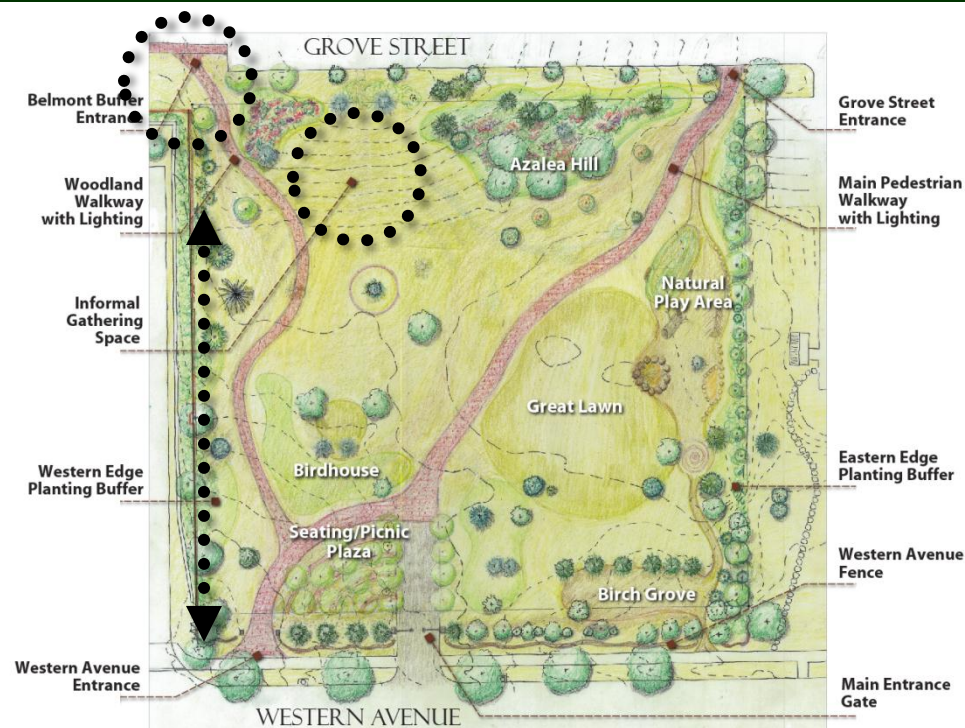 GROVE STREET
Belmont Buffer
Entrance
Woodland
Walkway
with Lighting
Informal
Gathering
Space
Western Edge
Planting Buffer
Western Avenue
Entrance
Azalea Hill
Natural
Play Area
Great Lawn
Birdhouse
Seating/Picnic
Plaza
Birch Grove
Grove Street
Entrance
Main Pedestrian
Walkway
with Lighting
Eastern Edge
Planting Buffer
Western Avenue
Fence
Main Entrance
Gate
WESTERN AVENUE